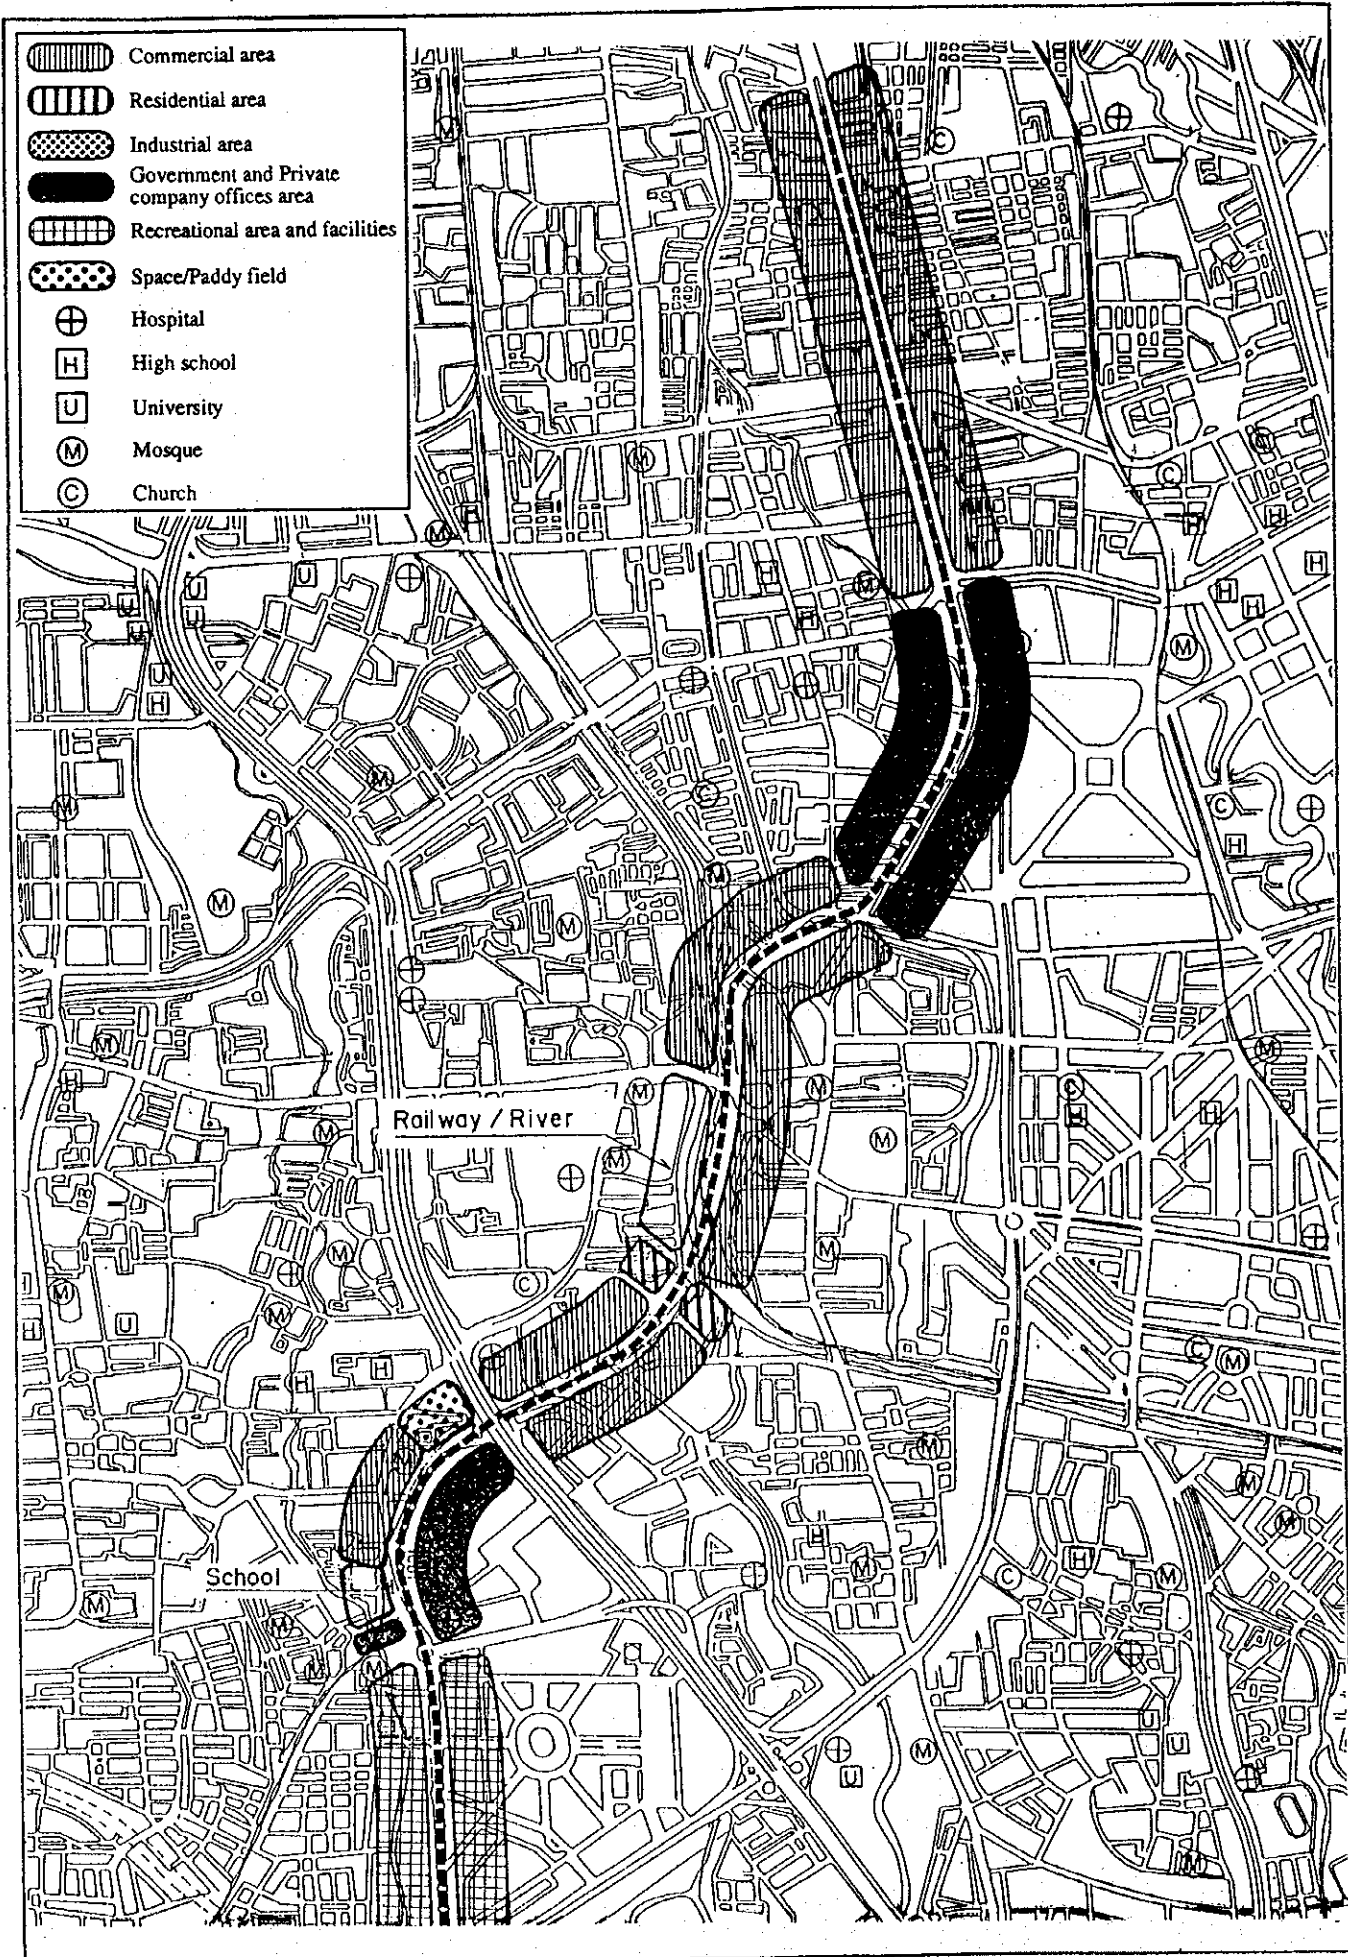 Commercial area
Residential area
Industrial area
Government and Private
company offices area
Recreational area and facilities
Space/Paddy field
Hospital
H High school
U University
M Mosque
C Church
Railway / River
School